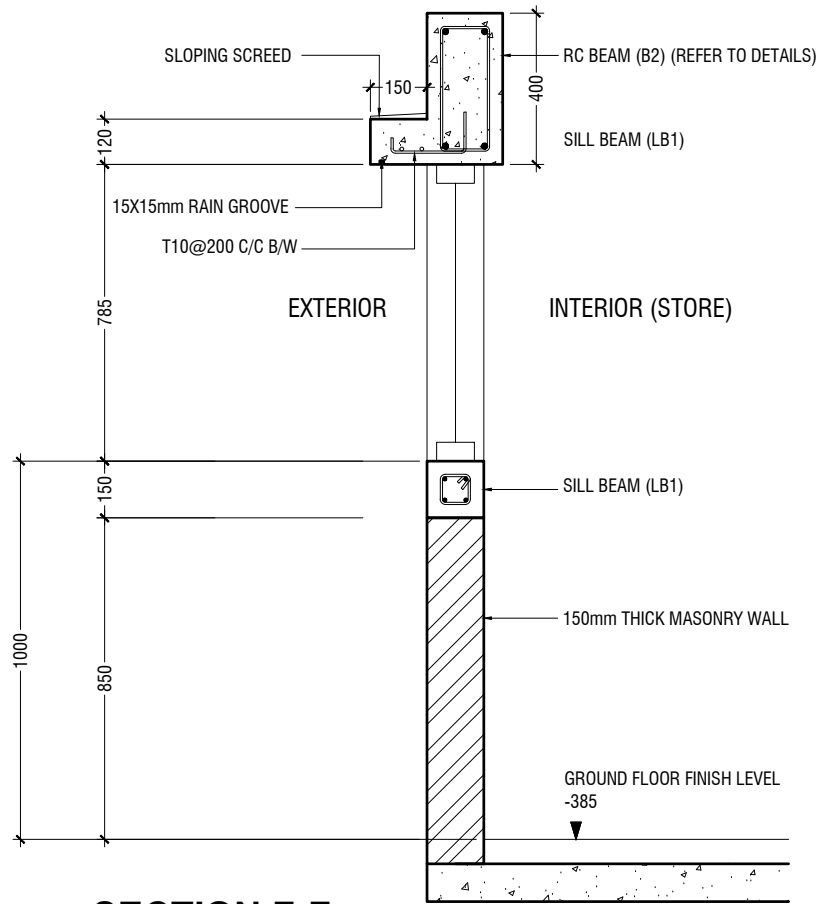 SLOPING SCREED
RC BEAM (B2) (REFER TO DETAILS)
150
400
120
SILL BEAM (LB1)
15X15mm RAIN GROOVE
T10@200 C/C B/W
EXTERIOR
INTERIOR (STORE)
785
SILL BEAM (LB1)
150
150mm THICK MASONRY WALL
1000
850
GROUND FLOOR FINISH LEVEL
-385